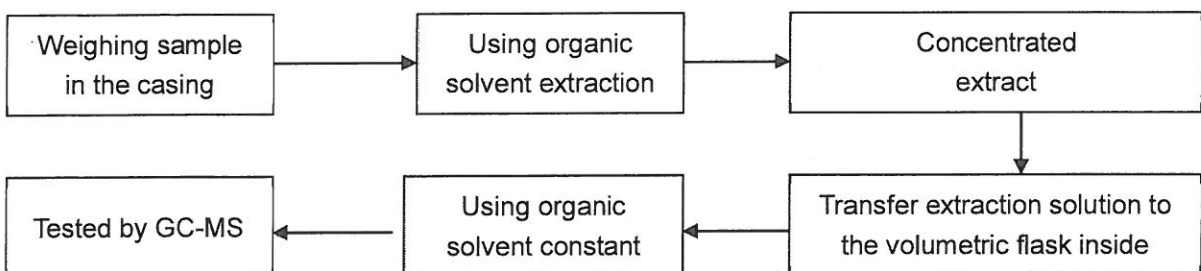 Weighing sample
in the casing
Using organic
solvent extraction
Concentrated
extract
Transfer extraction solution to
the volumetric flask inside
Using organic
solvent constant
Tested by GC-MS